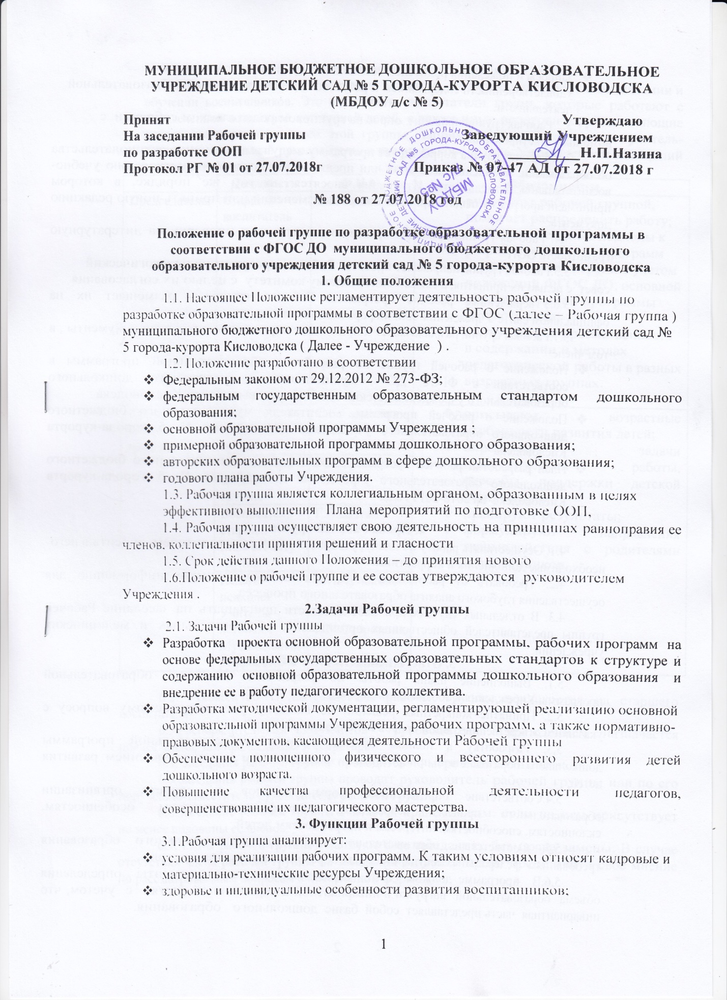 МУНИЦИПАЛЬНОЕ БЮДЖЕТНОЕ ДОШКОЛЬНОЕ ОБРАЗОВАТЕЛЬНОЕ
УЧРЕЖДЕНИЕ ДЕТСКИЙ САД № 5 ГОРОДА-КУРОРТА КИСЛОВОДСКА
(МБДОУ д/с № 5)
Принят Утверждаю
На заседании Рабочей группы Заведующий Учреждением
по разработке ООП __________Н.П.Назина
Протокол РГ № 01 от 27.07.2018г Приказ № 07-47 АД от 27.07.2018 г
МУНИЦИПАЛЬНОЕ БЮДЖЕТНОЕ ДОШКОЛЬНОЕ ОБРАЗОВАТЕЛЬНОЕ
УЧРЕЖДЕНИЕ ДЕТСКИЙ САД №5 ГОРОДА-КУРОРТА КИСЛОВОДСКА
МБДОУ
д/с №5
№ 188 от 27.07.2018 год
Положение о рабочей группе по разработке образовательной программы в
соответствии с ФГОС ДО муниципального бюджетного дошкольного
образовательного учреждения детский сад № 5 города-курорта Кисловодска
1. Общие положения
1.1. Настоящее Положение регламентирует деятельность рабочей группы по
разработке образовательной программы в соответствии с ФГОС (далее – Рабочая группа )
муниципального бюджетного дошкольного образовательного учреждения детский сад №
5 города-курорта Кисловодска ( Далее - Учреждение ) .
1.2. Положение разработано в соответствии
❖ Федеральным законом от 29.12.2012 № 273-ФЗ;
❖ федеральным государственным образовательным стандартом дошкольного
образования;
❖ основной образовательной программы Учреждения ;
❖ примерной образовательной программы дошкольного образования;
❖ авторских образовательных программ в сфере дошкольного образования;
❖ годового плана работы Учреждения.
1.3. Рабочая группа является коллегиальным органом, образованным в целях
эффективного выполнения Плана мероприятий по подготовке ООП,
1.4. Рабочая группа осуществляет свою деятельность на принципах равноправия ее
членов, коллегиальности принятия решений и гласности
1.5. Срок действия данного Положения – до принятия нового
1.6.Положение о рабочей группе и ее состав утверждаются руководителем
Учреждения .
2.Задачи Рабочей группы
2.1. Задачи Рабочей группы
❖ Разработка проекта основной образовательной программы, рабочих программ на
основе федеральных государственных образовательных стандартов к структуре и
содержанию основной образовательной программы дошкольного образования и
внедрение ее в работу педагогического коллектива.
❖ Разработка методической документации, регламентирующей реализацию основной
образовательной программы Учреждения, рабочих программ, а также нормативно-
правовых документов, касающиеся деятельности Рабочей группы
❖ Обеспечение полноценного физического и всестороннего развития детей
дошкольного возраста.
❖ Повышение качества профессиональной деятельности педагогов,
совершенствование их педагогического мастерства.
3. Функции Рабочей группы
3.1.Рабочая группа анализирует:
❖ условия для реализации рабочих программ. К таким условиям относят кадровые и
материально-технические ресурсы Учреждения;
❖ здоровье и индивидуальные особенности развития воспитанников;
1